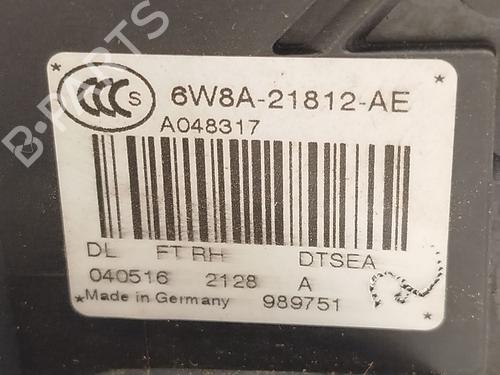 B-PARTS
CCC S 6W8A-21812-AE
A048317
DL FT RH DTSEA
040516 2128 A
Made in Germany 989751